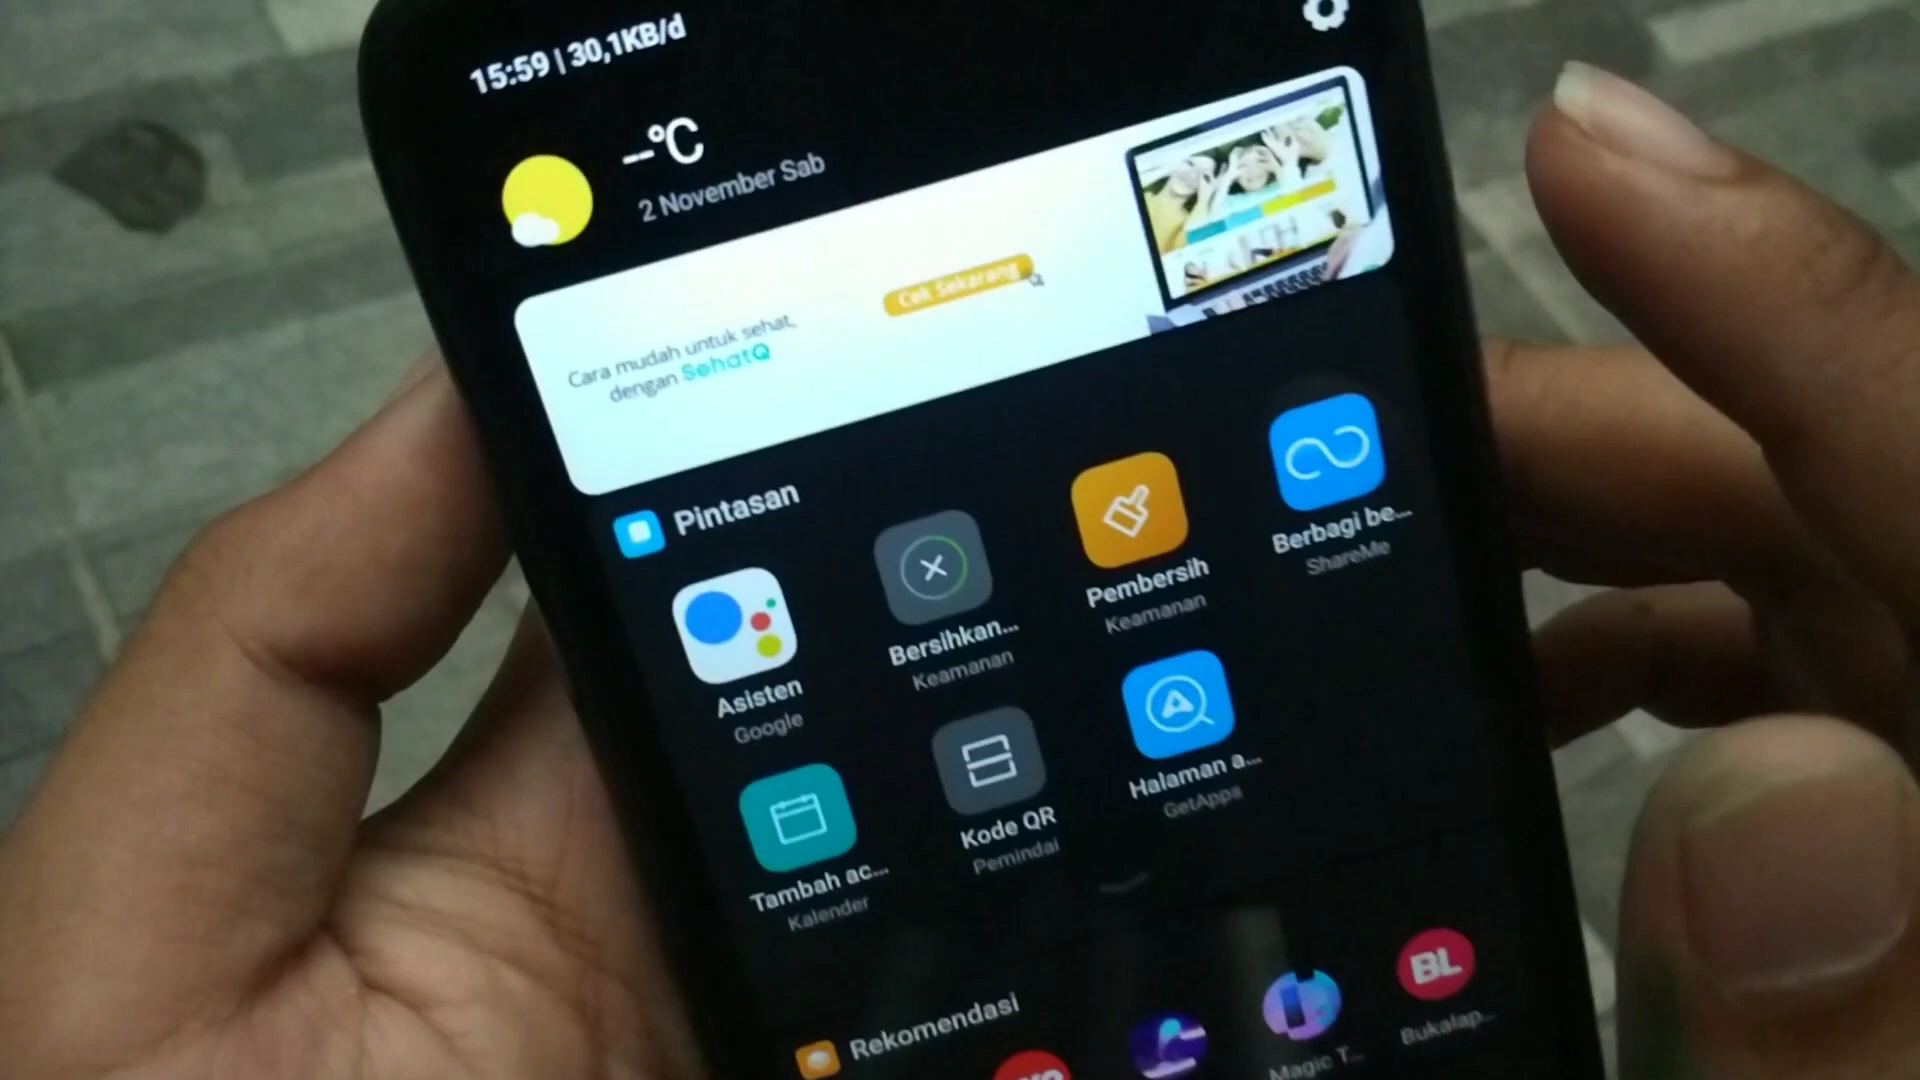 15:59 | 30,1KB/d
--°C
2 November Sab
Cara mudah untuk sehat,
dengan SehatQ
Cek Sekarang
Pintasan
Asisten
Google
Bersihkan...
Keamanan
Pembersih
Keamanan
Berbagi be...
ShareMe
Tambah ac...
Kalender
Kode QR
Pemindai
Halaman a...
GetApps
Rekomendasi
Magic T...
BL
Bukalap...